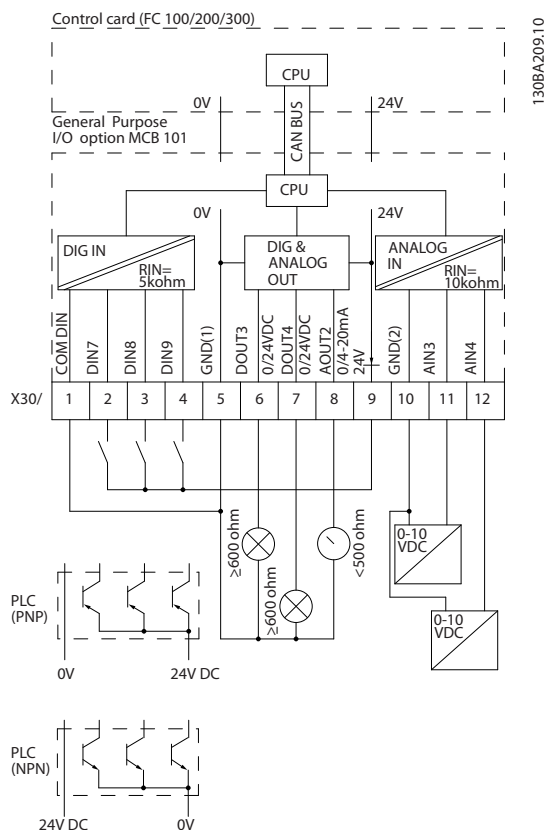 Control card (FC 100/200/300)
130BA209.10
CPU
0V
24V
General Purpose
I/O option MCB 101
CAN BUS
CPU
0V
24V
DIG IN
RIN=
5kohm
DIG &
ANALOG
OUT
ANALOG
IN
RIN=
10kohm
COM DIN
DIN7
DIN8
DIN9
GND(1)
DOUT3
0/24VDC
DOUT4
0/24VDC
AOUT2
0/4-20mA
24V
GND(2)
AIN3
AIN4
X30/
1
2
3
4
5
6
7
8
9
10
11
12
≥600 ohm
≥600 ohm
<500 ohm
0-10
VDC
0-10
VDC
PLC
(PNP)
0V
24V DC
PLC
(NPN)
24V DC
0V